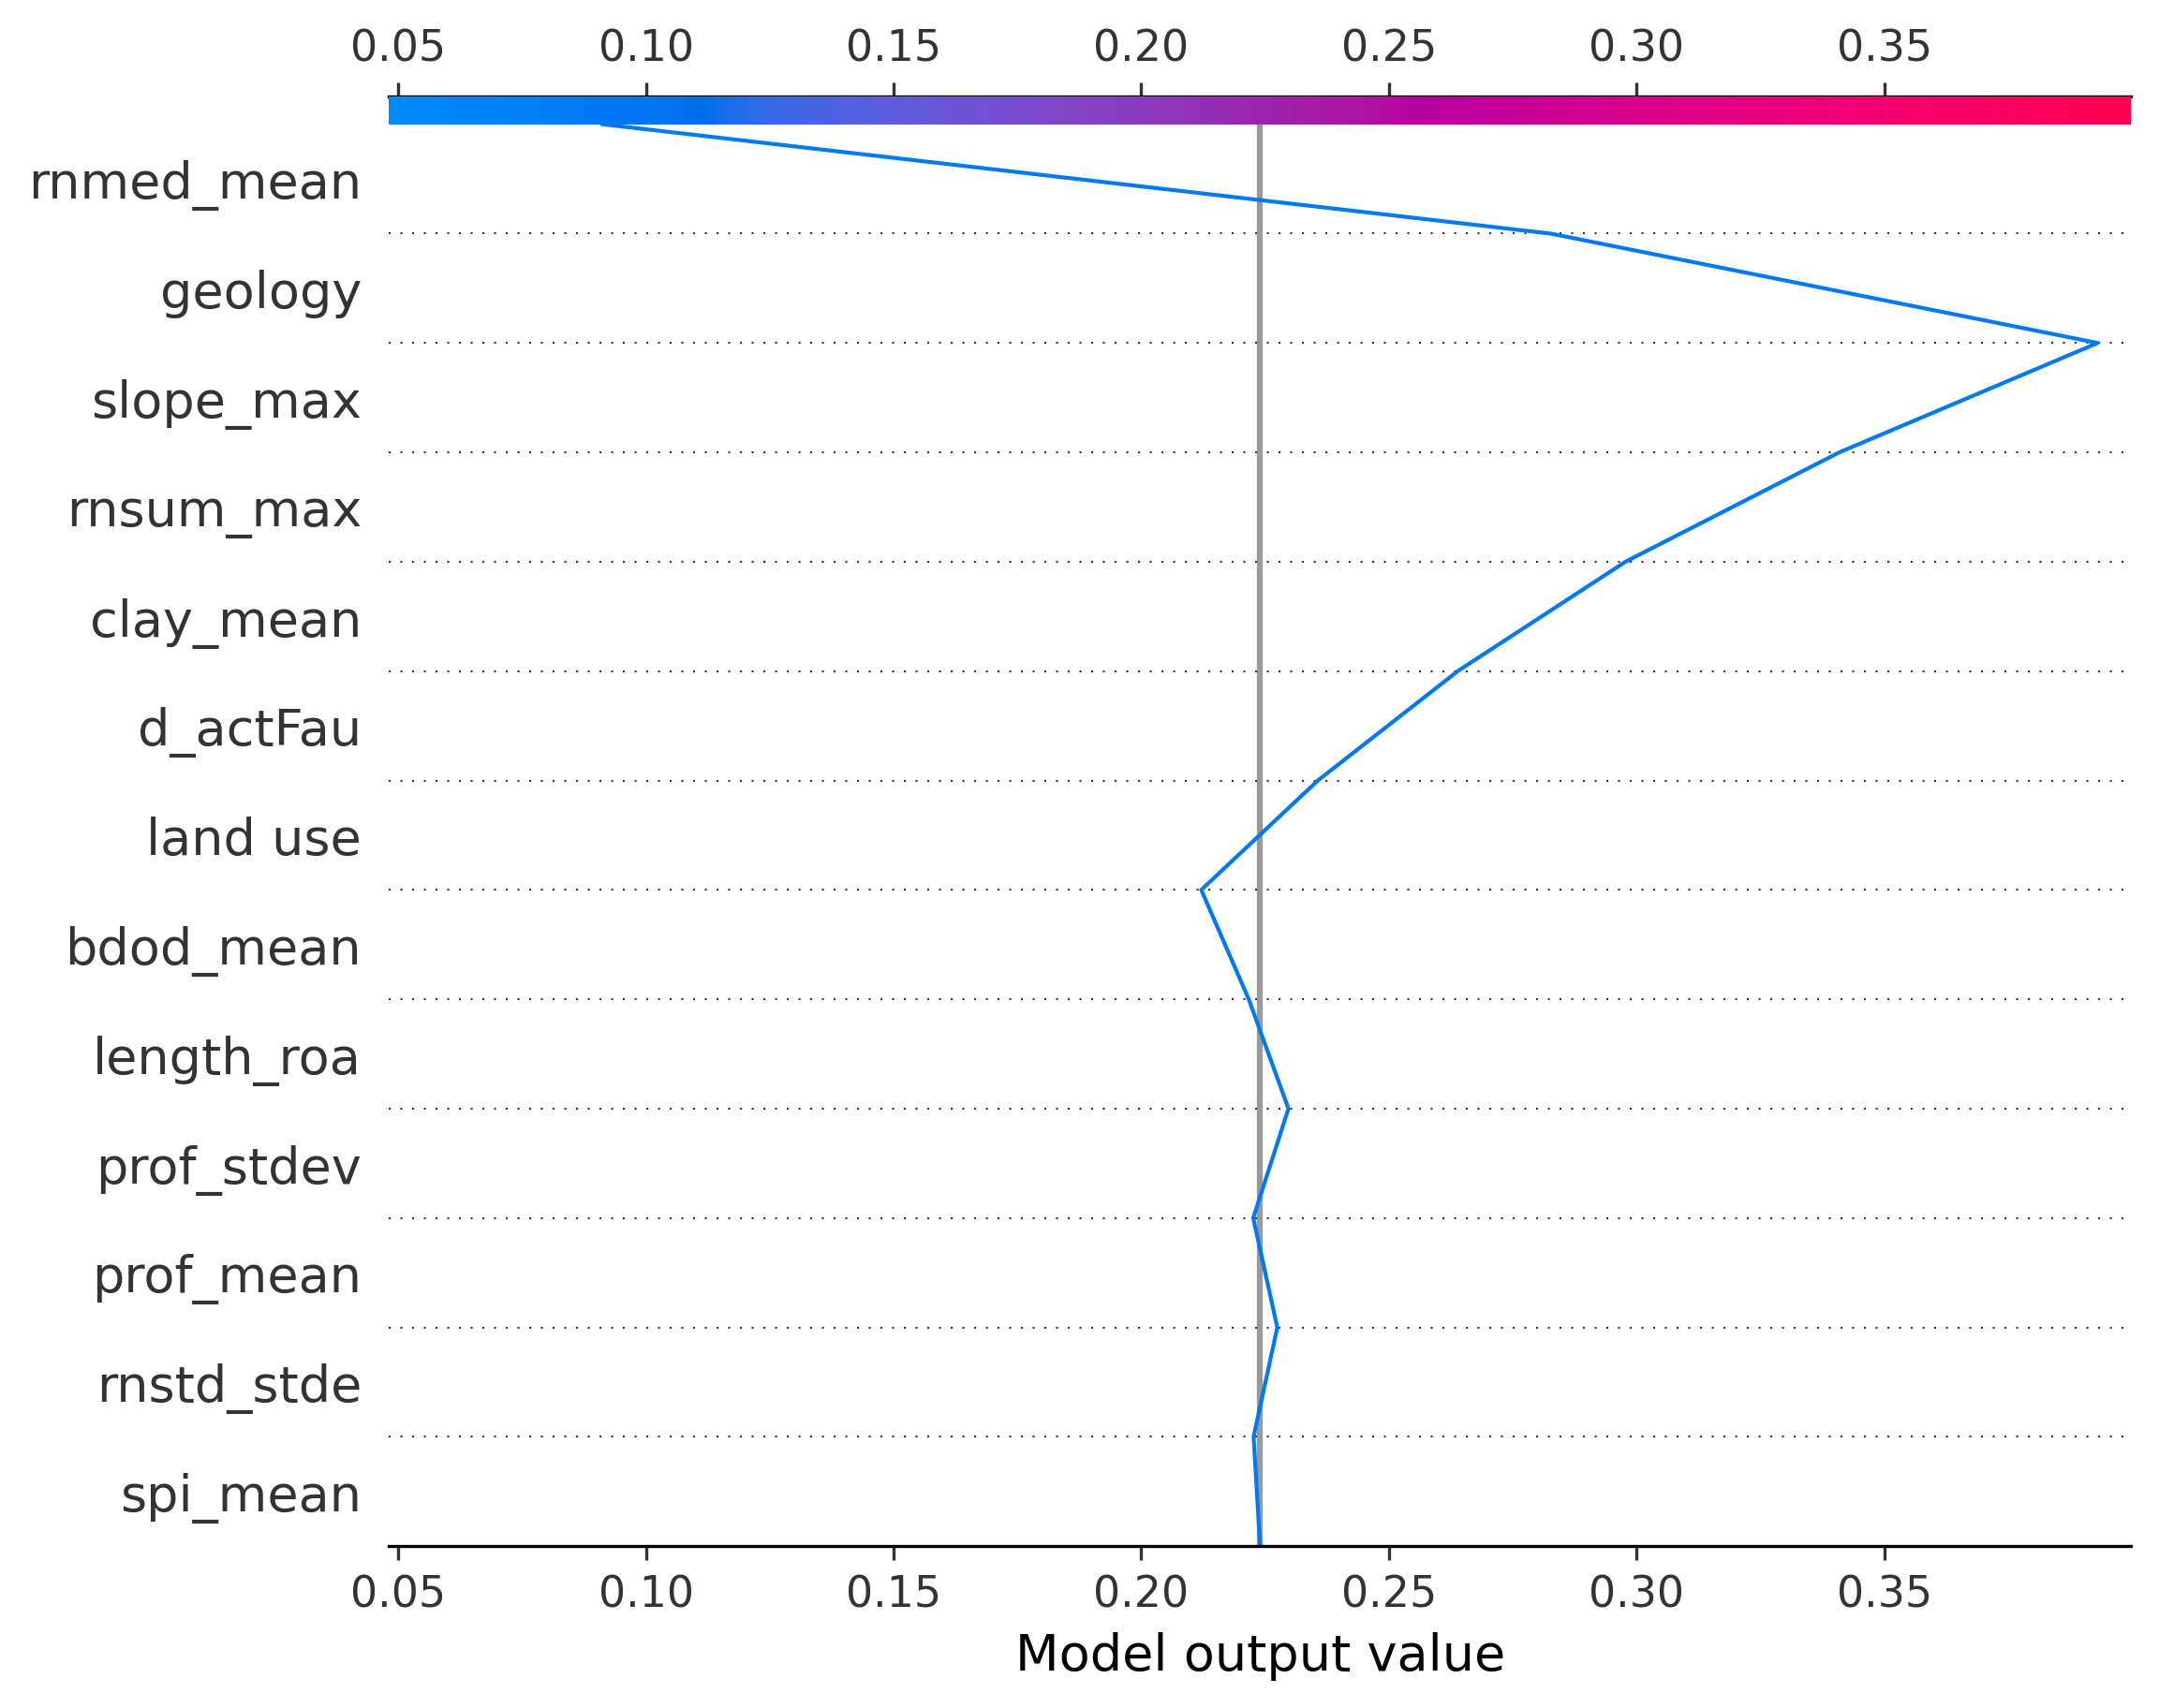 0.05 0.10 0.15 0.20 0.25 0.30 0.35
rnmed_mean
geology
slope_max
rnsum_max
clay_mean
d_actFau
land use
bdod_mean
length_roa
prof_stdev
prof_mean
rnstd_stde
spi_mean
0.05 0.10 0.15 0.20 0.25 0.30 0.35
Model output value